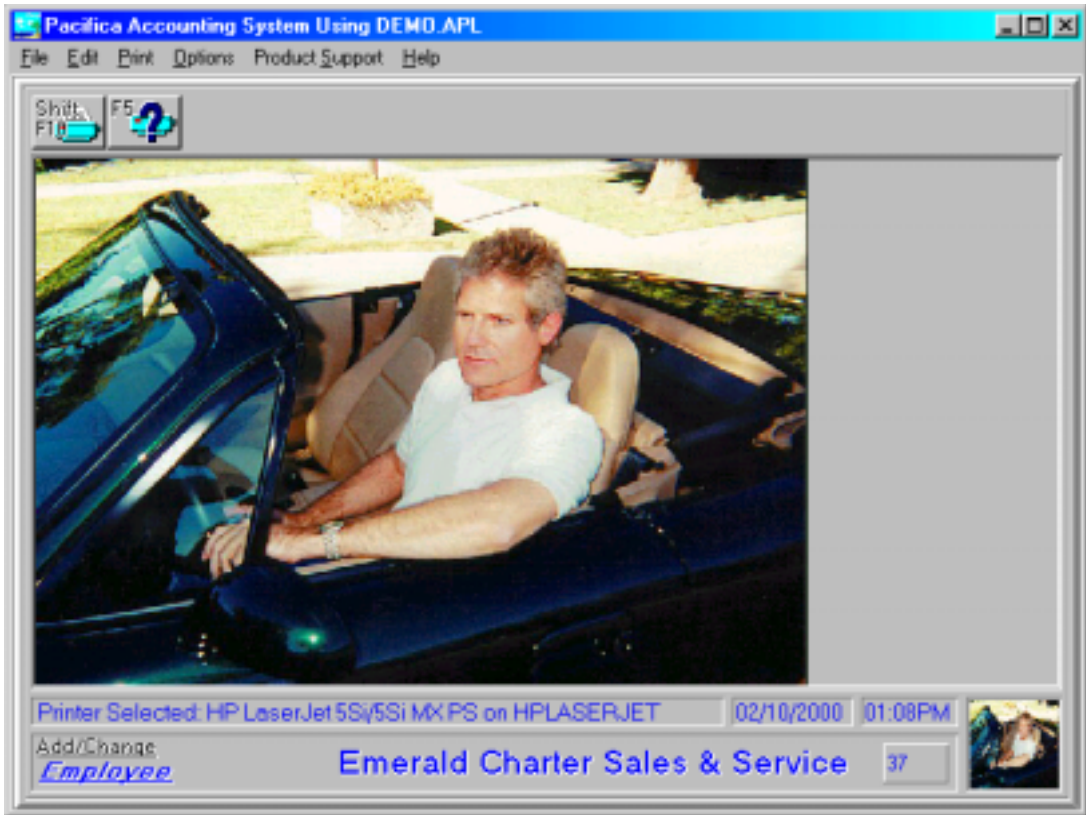 Pacifica Accounting System Using DEMO.APL
File Edit Print Options Product Support Help
Shift F10 F5
Printer Selected: HP LaserJet 5Si/5Si MX PS on HPLASERJET 02/10/2000 01:08PM
Add/Change
Employee Emerald Charter Sales & Service 37